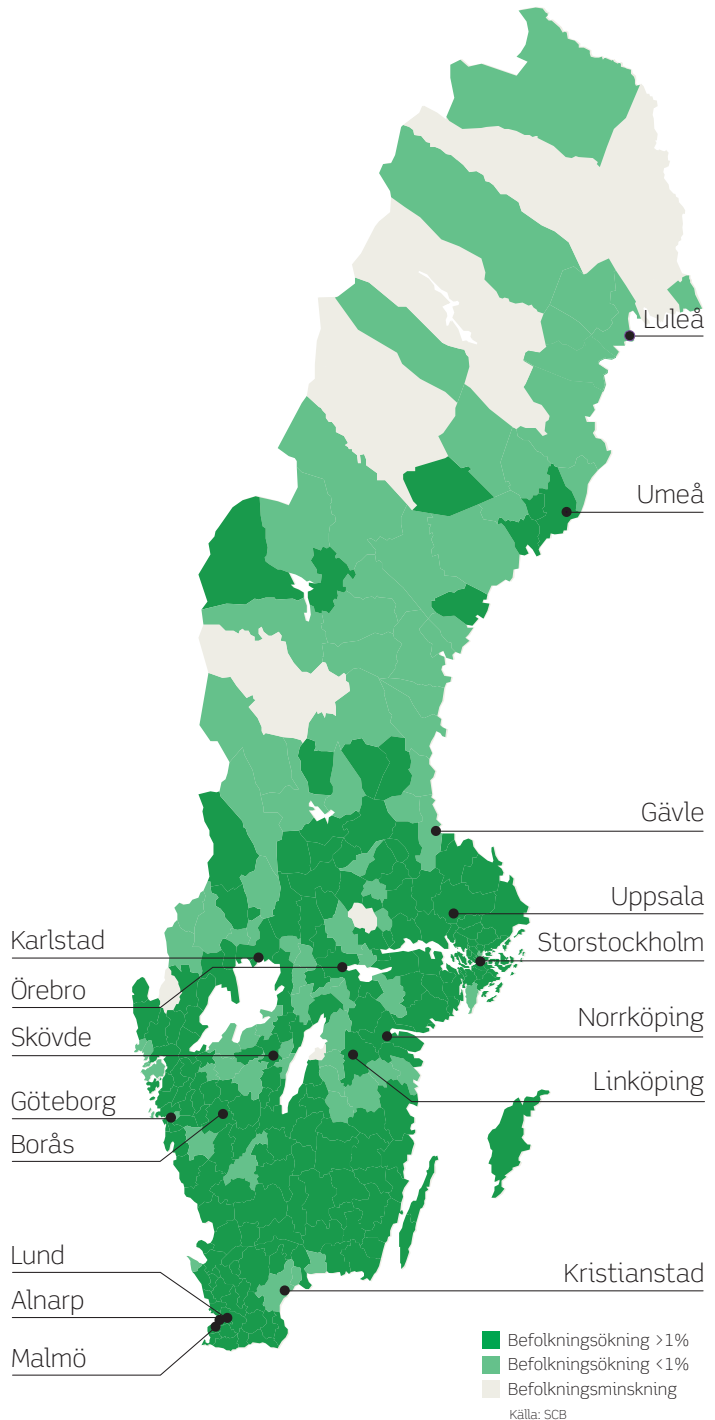 Luleå
Umeå
Gävle
Uppsala
Karlstad
Storstockholm
Örebro
Norrköping
Skövde
Linköping
Göteborg
Borås
Lund
Kristianstad
Alnarp
Malmö
Befolkningsökning >1%
Befolkningsökning <1%
Befolkningsminskning
Källa: SCB